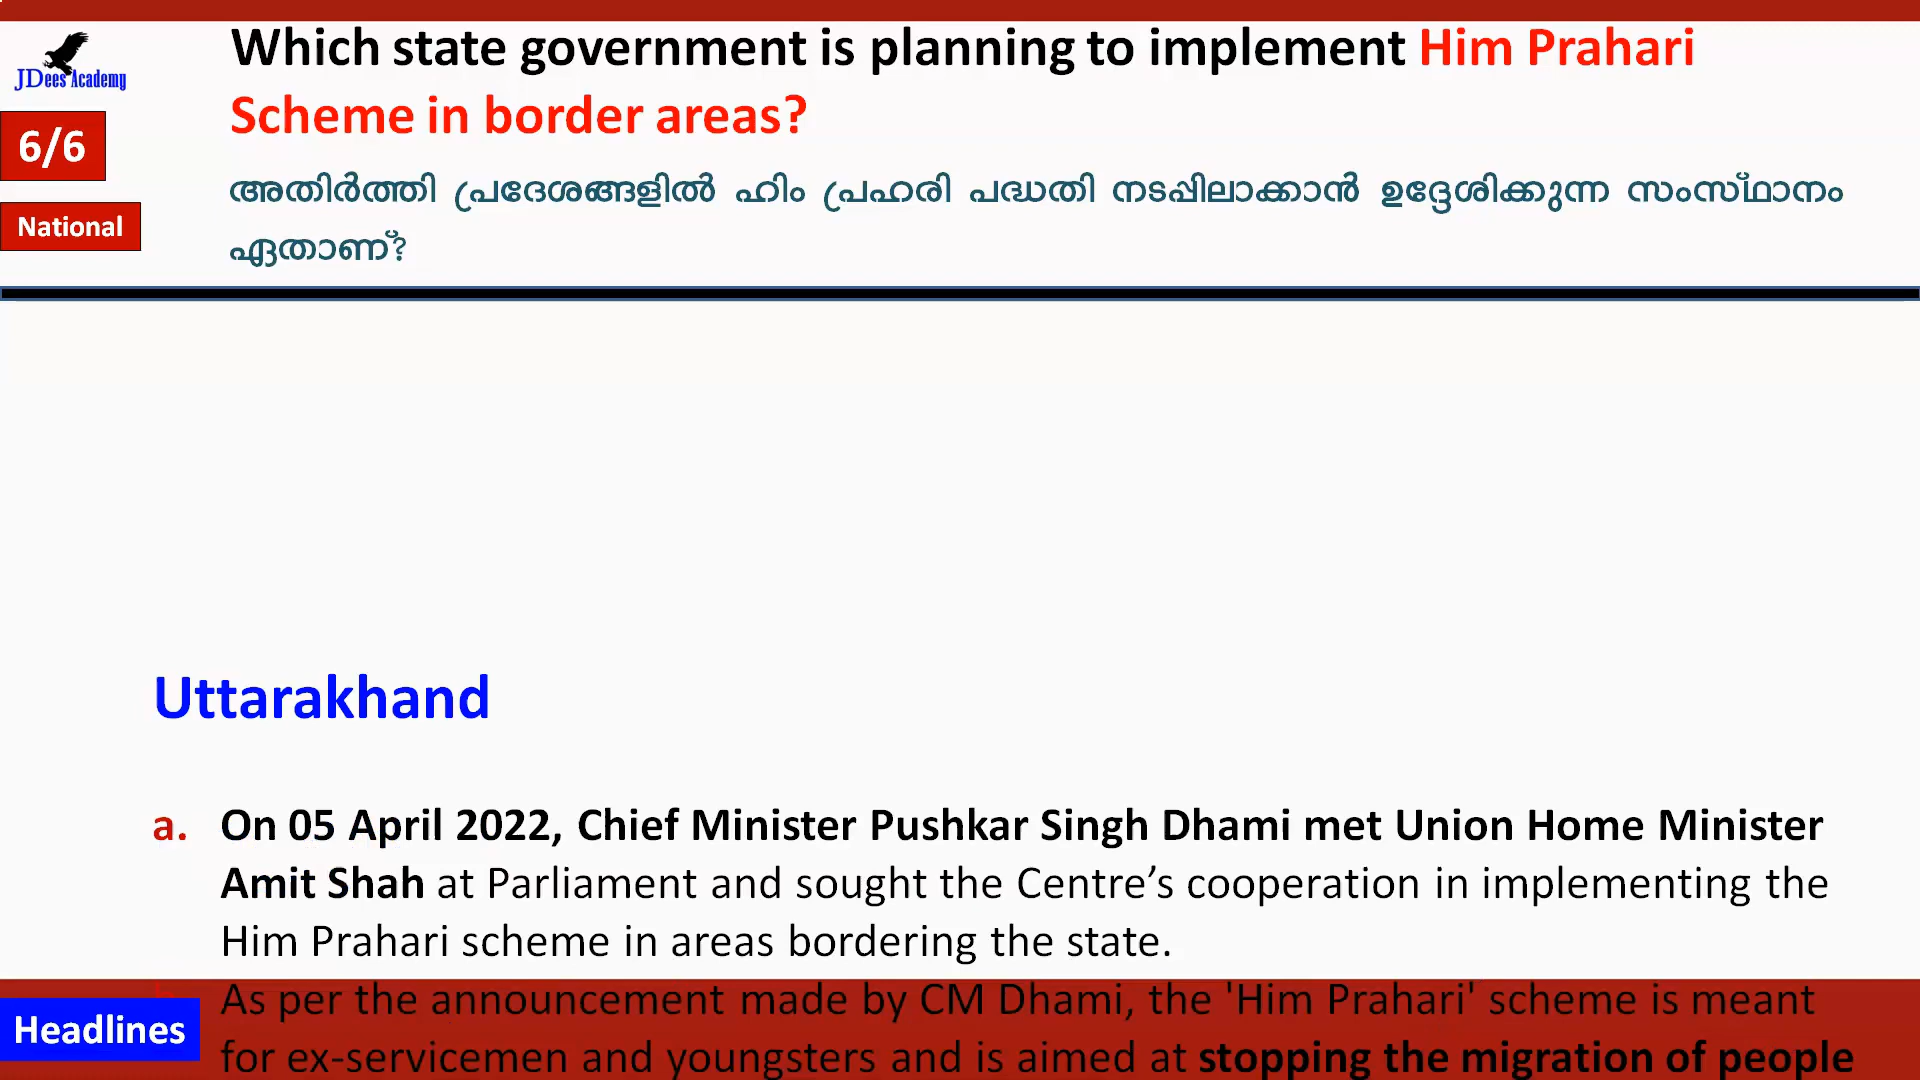 Which state government is planning to implement Him Prahari
Scheme in border areas?
JDees Academy
6/6
National
അതിർത്തി പ്രദേശങ്ങളിൽ ഹിം പ്രഹരി പദ്ധതി നടപ്പിലാക്കാൻ ഉദ്ദേശിക്കുന്ന സംസ്ഥാനം
ഏതാണ്?
Uttarakhand
a. On 05 April 2022, Chief Minister Pushkar Singh Dhami met Union Home Minister
Amit Shah at Parliament and sought the Centre’s cooperation in implementing the
Him Prahari scheme in areas bordering the state.
As per the announcement made by CM Dhami, the 'Him Prahari' scheme is meant
for ex-servicemen and youngsters and is aimed at stopping the migration of people
Headlines